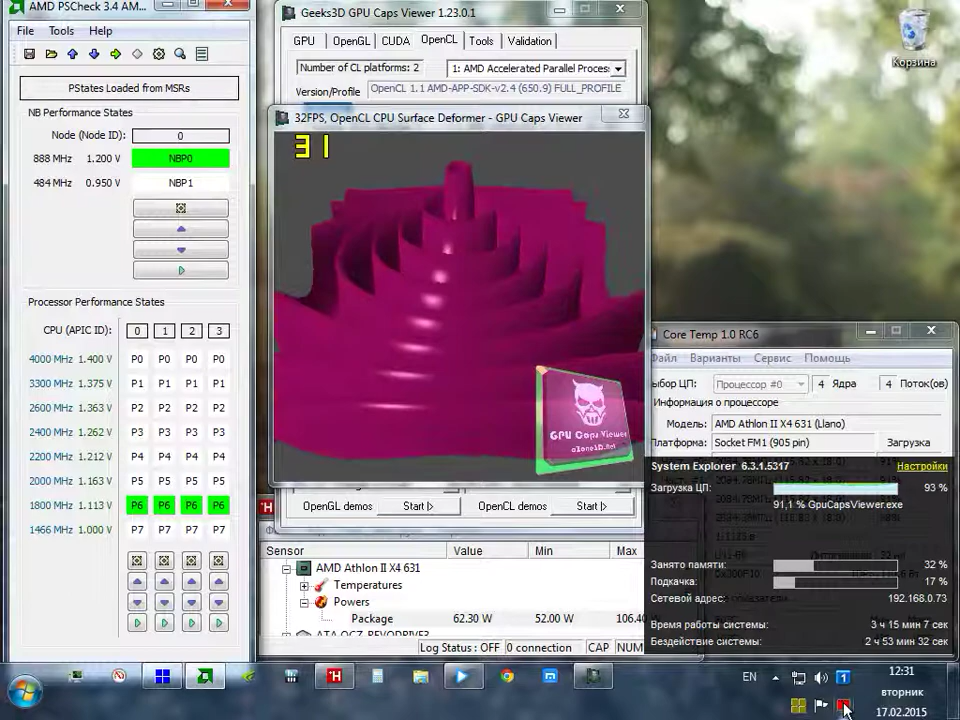 AMD PSCheck 3.4 AM...
File Tools Help
PStates Loaded from MSRs
NB Performance States
Node (Node ID): 0
888 MHz 1.200 V NBP0
484 MHz 0.950 V NBP1
Processor Performance States
CPU (APIC ID): 0 1 2 3
4000 MHz 1.400 V P0 P0 P0 P0
3300 MHz 1.375 V P1 P1 P1 P1
2600 MHz 1.363 V P2 P2 P2 P2
2400 MHz 1.262 V P3 P3 P3 P3
2200 MHz 1.212 V P4 P4 P4 P4
2000 MHz 1.163 V P5 P5 P5 P5
1800 MHz 1.113 V P6 P6 P6 P6
1466 MHz 1.000 V P7 P7 P7 P7
Geeks3D GPU Caps Viewer 1.23.0.1
GPU OpenGL CUDA OpenCL Tools Validation
Number of CL platforms: 2 1: AMD Accelerated Parallel Proces:
Version/Profile OpenCL 1.1 AMD-APP-SDK-v2.4 (650.9) FULL_PROFILE
32FPS, OpenCL CPU Surface Deformer - GPU Caps Viewer
31
GPU Caps Viewer
oZone3D.Net
OpenGL demos Start OpenCL demos Start
Sensor Value Min Max
AMD Athlon II X4 631
Temperatures
Powers
Package 62.30 W 52.00 W 106.40
ATA OCZ-REVODRIVE3
Log Status: OFF 0 connection CAP NUM
Корзина
Core Temp 1.0 RC6
Файл Варианты Сервис Помощь
ыбор ЦП: Процессор #0 4 Ядра 4 Поток(ов)
Информация о процессоре
Модель: AMD Athlon II X4 631 (Llano)
Платформа: Socket FM1 (905 pin) Загрузка
System Explorer 6.3.1.5317 Настройки
Загрузка ЦП: 93 %
91,1 % GpuCapsViewer.exe
Занято памяти: 32 %
Подкачка: 17 %
Сетевой адрес: 192.168.0.73
Время работы системы: 3 ч 15 мин 7 сек
Бездействие системы: 2 ч 53 мин 32 сек
EN 1 12:31
вторник
17.02.2015